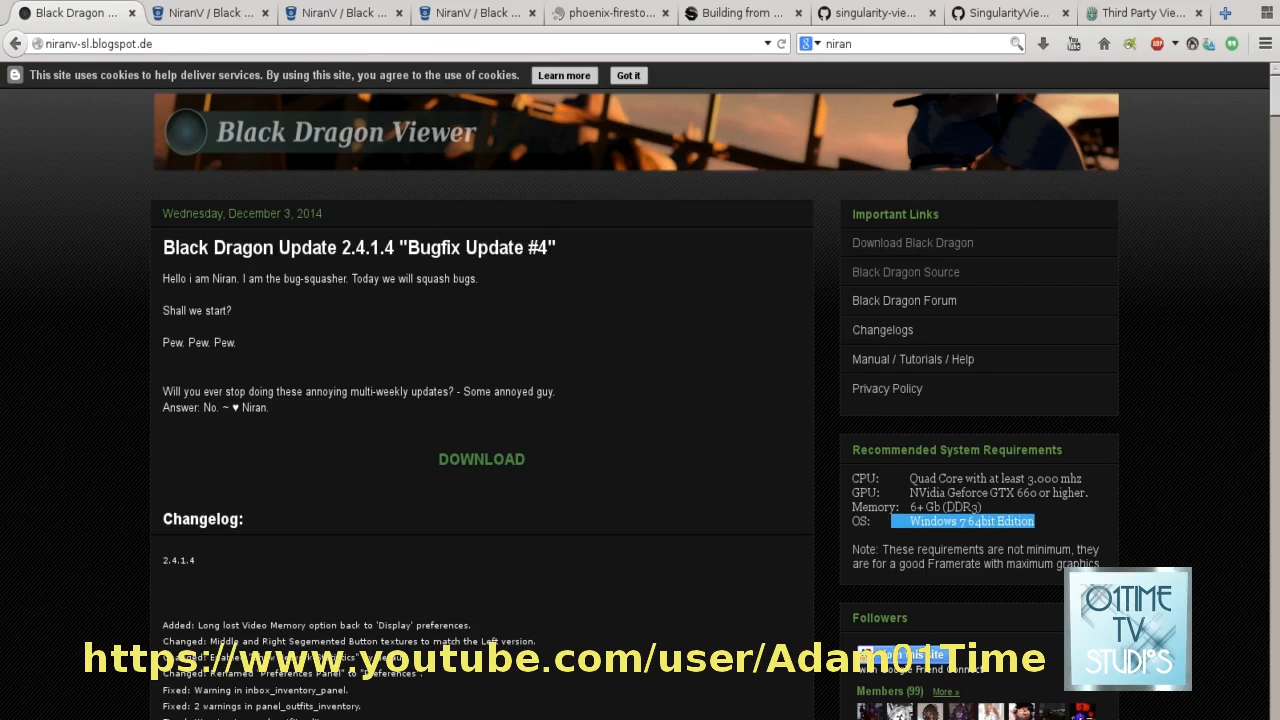 Black Dragon ...
NiranV / Black ...
NiranV / Black ...
NiranV / Black ...
phoenix-firesto...
Building from ...
singularity-view...
SingularityView...
Third Party Vie...
niranv-sl.blogspot.de
niran
This site uses cookies to help deliver services. By using this site, you agree to the use of cookies.
Learn more
Got it
Black Dragon Viewer
Wednesday, December 3, 2014
Black Dragon Update 2.4.1.4 "Bugfix Update #4"
Hello i am Niran. I am the bug-squasher. Today we will squash bugs.
Shall we start?
Pew. Pew. Pew.
Will you ever stop doing these annoying multi-weekly updates? - Some annoyed guy.
Answer: No. ~ ♥ Niran.
DOWNLOAD
Changelog:
2.4.1.4
Added: Long lost Video Memory option back to 'Display' preferences.
Changed: Middle and Right Segemented Button textures to match the Left version.
Changed: Renamed "Preferences Panel" to "Preferences".
Fixed: Warning in inbox_inventory_panel.
Fixed: 2 warnings in panel_outfits_inventory.
Important Links
Download Black Dragon
Black Dragon Source
Black Dragon Forum
Changelogs
Manual / Tutorials / Help
Privacy Policy
Recommended System Requirements
CPU: Quad Core with at least 3.000 mhz
GPU: NVidia Geforce GTX 660 or higher.
Memory: 6+ Gb (DDR3)
OS: Windows 7 64bit Edition
Note: These requirements are not minimum, they
are for a good Framerate with maximum graphics
Followers
Join this site
with Google Friend Connect
Members (99) More »
https://www.youtube.com/user/Adam01Time
01TIME
TV
STUDI°S